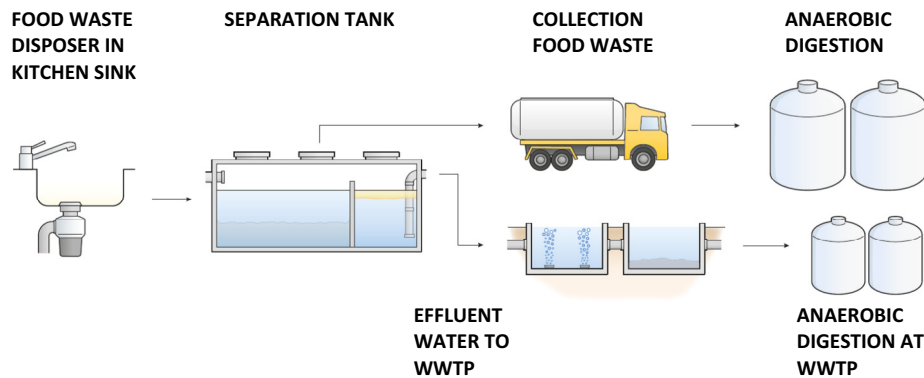 FOOD WASTE
DISPOSER IN
KITCHEN SINK
SEPARATION TANK
COLLECTION
FOOD WASTE
ANAEROBIC
DIGESTION
EFFLUENT
WATER TO
WWTP
ANAEROBIC
DIGESTION AT
WWTP